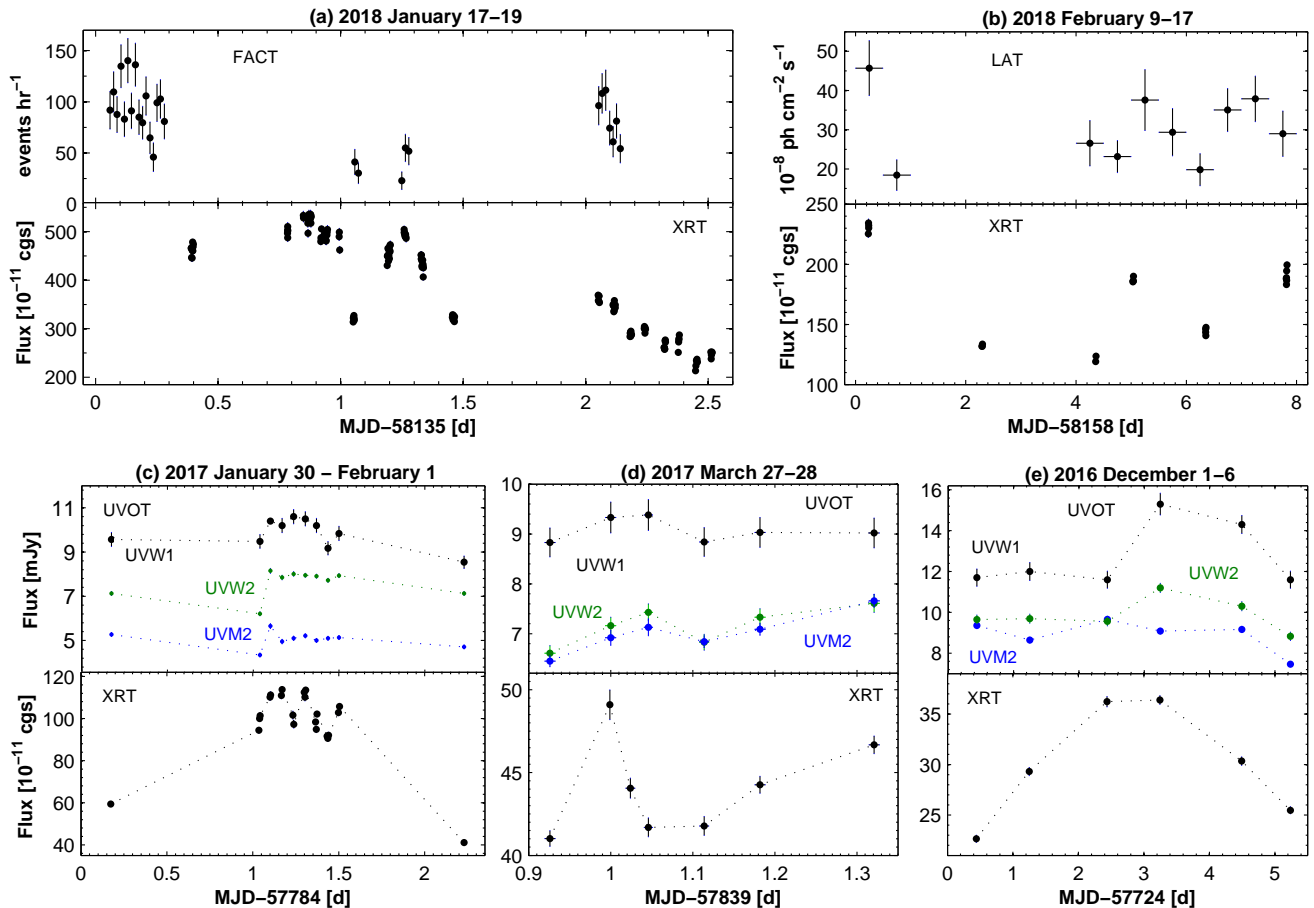 (a) 2018 January 17−19
(b) 2018 February 9−17
150
100
50
0
events hr−1
FACT
500
400
300
200
Flux [10−11 cgs]
XRT
0 0.5 1 1.5 2 2.5
MJD−58135 [d]
50
40
30
20
10−8 ph cm−2 s−1
LAT
250
200
150
100
Flux [10−11 cgs]
XRT
0 2 4 6 8
MJD−58158 [d]
(c) 2017 January 30 − February 1
(d) 2017 March 27−28
(e) 2016 December 1−6
11
9
7
5
Flux [mJy]
UVOT
UVW1
UVW2
UVM2
120
100
80
60
40
Flux [10−11 cgs]
XRT
0 0.5 1 1.5 2
MJD−57784 [d]
10
9
8
7
UVOT
UVW1
UVW2
UVM2
50
45
40
XRT
0.9 1 1.1 1.2 1.3
MJD−57839 [d]
16
14
12
10
8
UVOT
UVW1
UVW2
UVM2
35
30
25
XRT
0 1 2 3 4 5
MJD−57724 [d]